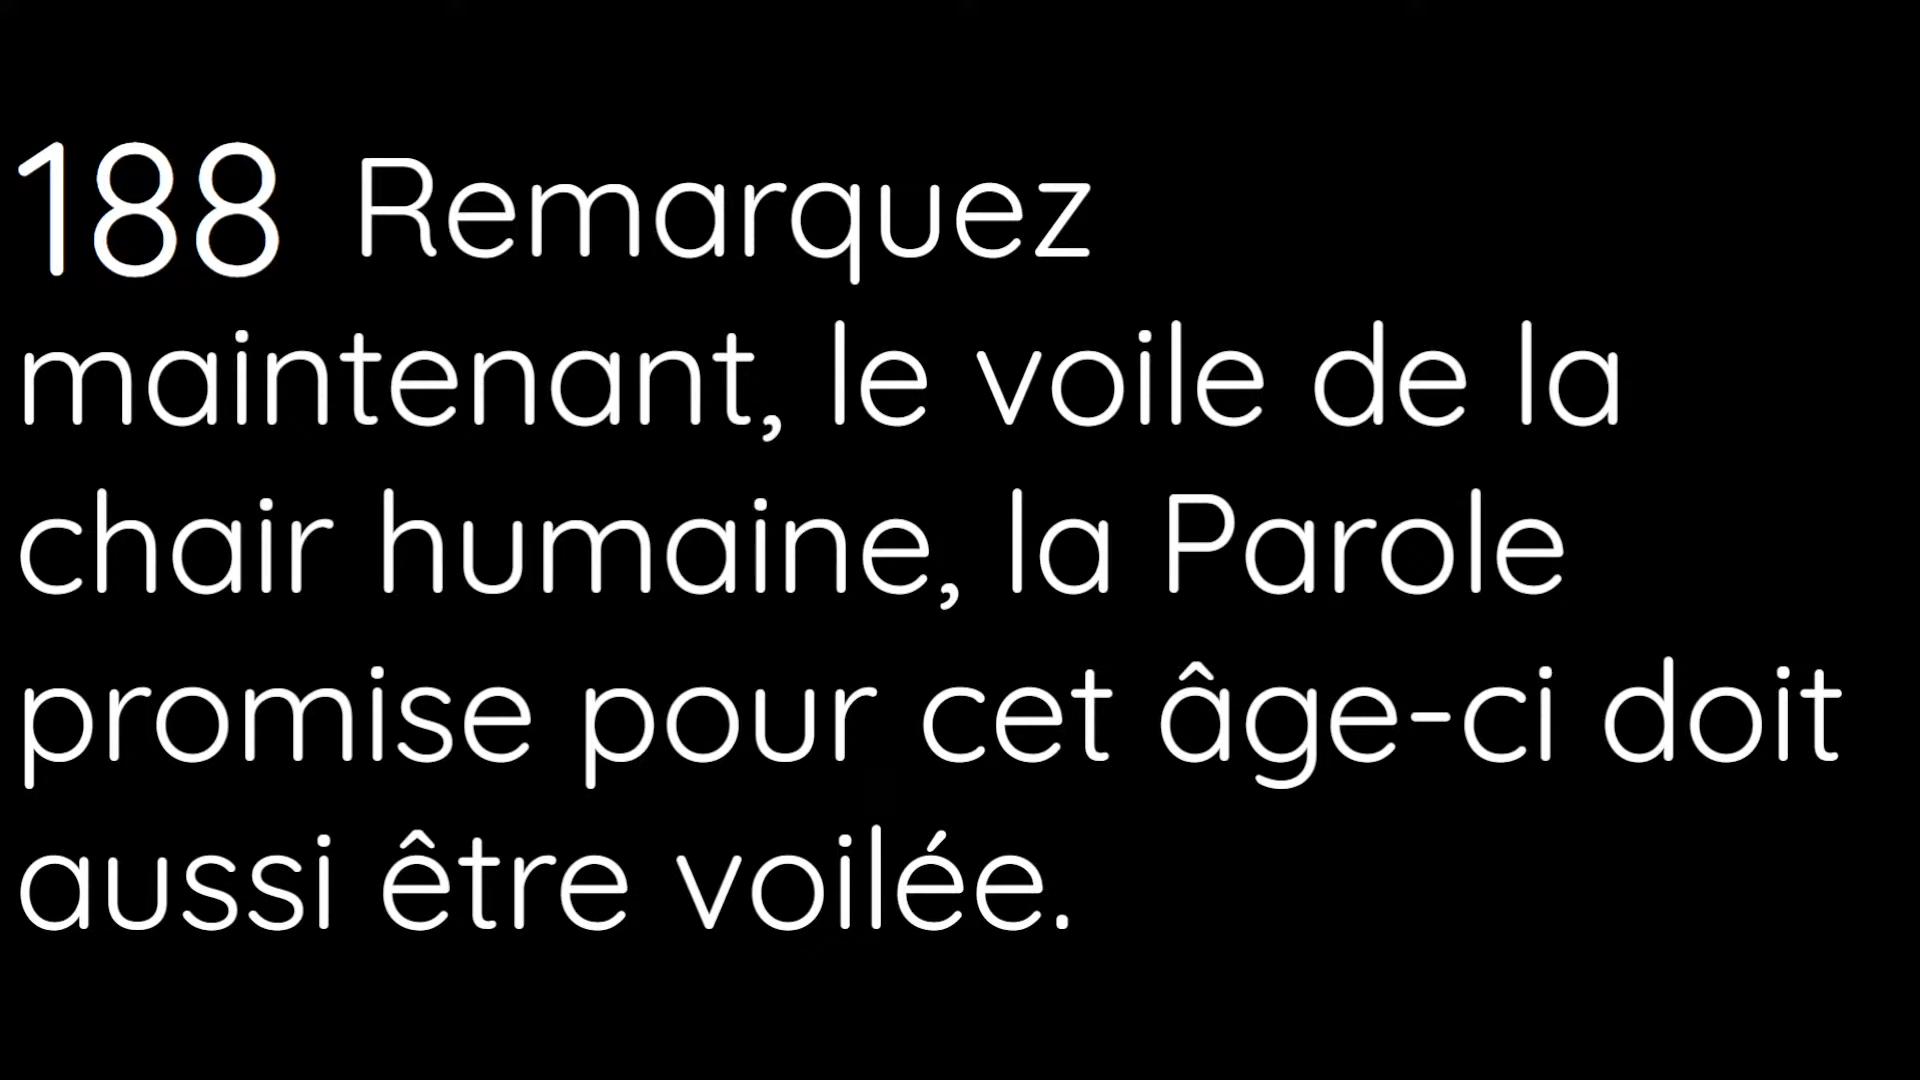 188 Remarquez
maintenant, le voile de la
chair humaine, la Parole
promise pour cet âge-ci doit
aussi être voilée.